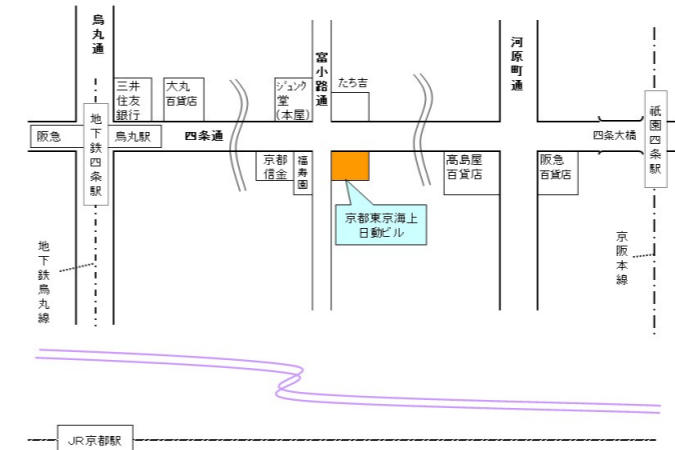 烏丸通
三井
住友
銀行
大丸
百貨店
ジュンク
堂
(本屋)
富小路通
たち吉
河原町通
阪急
烏丸駅
地下鉄四条駅
四条通
四条大橋
祇園四条駅
京都
信金
福寿園
髙島屋
百貨店
阪急
百貨店
京都東京海上
日動ビル
地下鉄烏丸線
京阪本線
JR京都駅